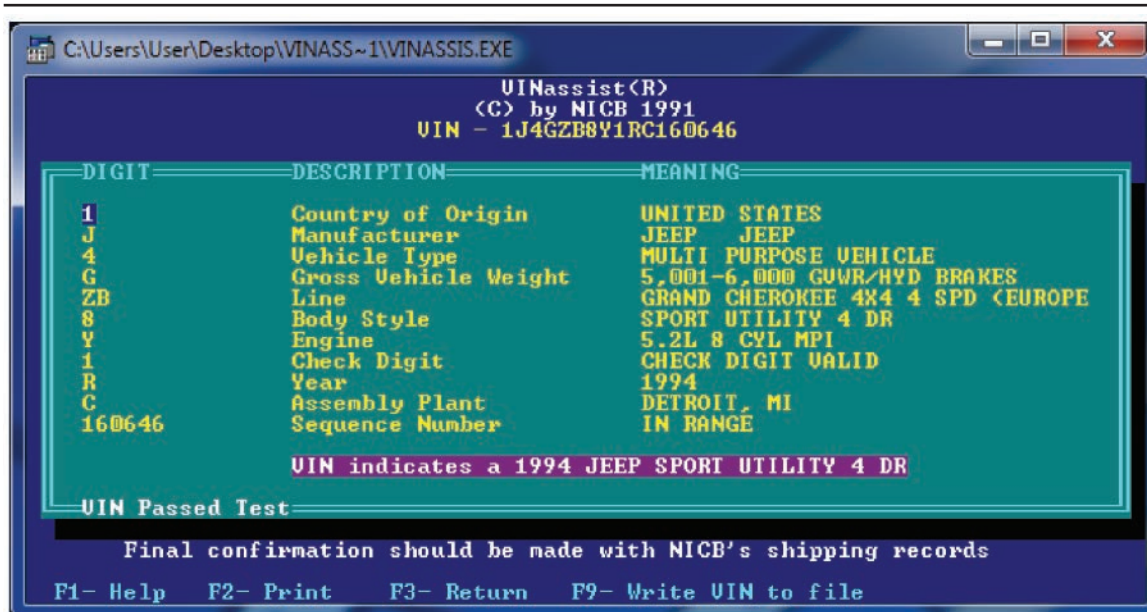 C:\Users\User\Desktop\VINASS~1\VINASSIS.EXE
VINassist(R)
(C) by NICB 1991
VIN - 1J4GZB8Y1RC160646
DIGIT DESCRIPTION MEANING
1 Country of Origin UNITED STATES
J Manufacturer JEEP JEEP
4 Vehicle Type MULTI PURPOSE VEHICLE
G Gross Vehicle Weight 5,001-6,000 GVWR/HYD BRAKES
ZB Line GRAND CHEROKEE 4X4 4 SPD (EUROPE
8 Body Style SPORT UTILITY 4 DR
Y Engine 5.2L 8 CYL MPI
1 Check Digit CHECK DIGIT VALID
R Year 1994
C Assembly Plant DETROIT, MI
160646 Sequence Number IN RANGE
VIN indicates a 1994 JEEP SPORT UTILITY 4 DR
VIN Passed Test
Final confirmation should be made with NICB's shipping records
F1- Help F2- Print F3- Return F9- Write VIN to file